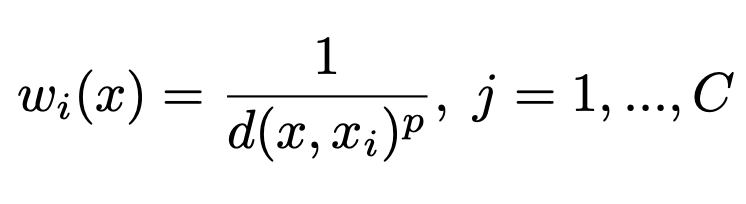 w_i(x) = \frac{1}{d(x, x_i)^p}, j = 1, ..., C